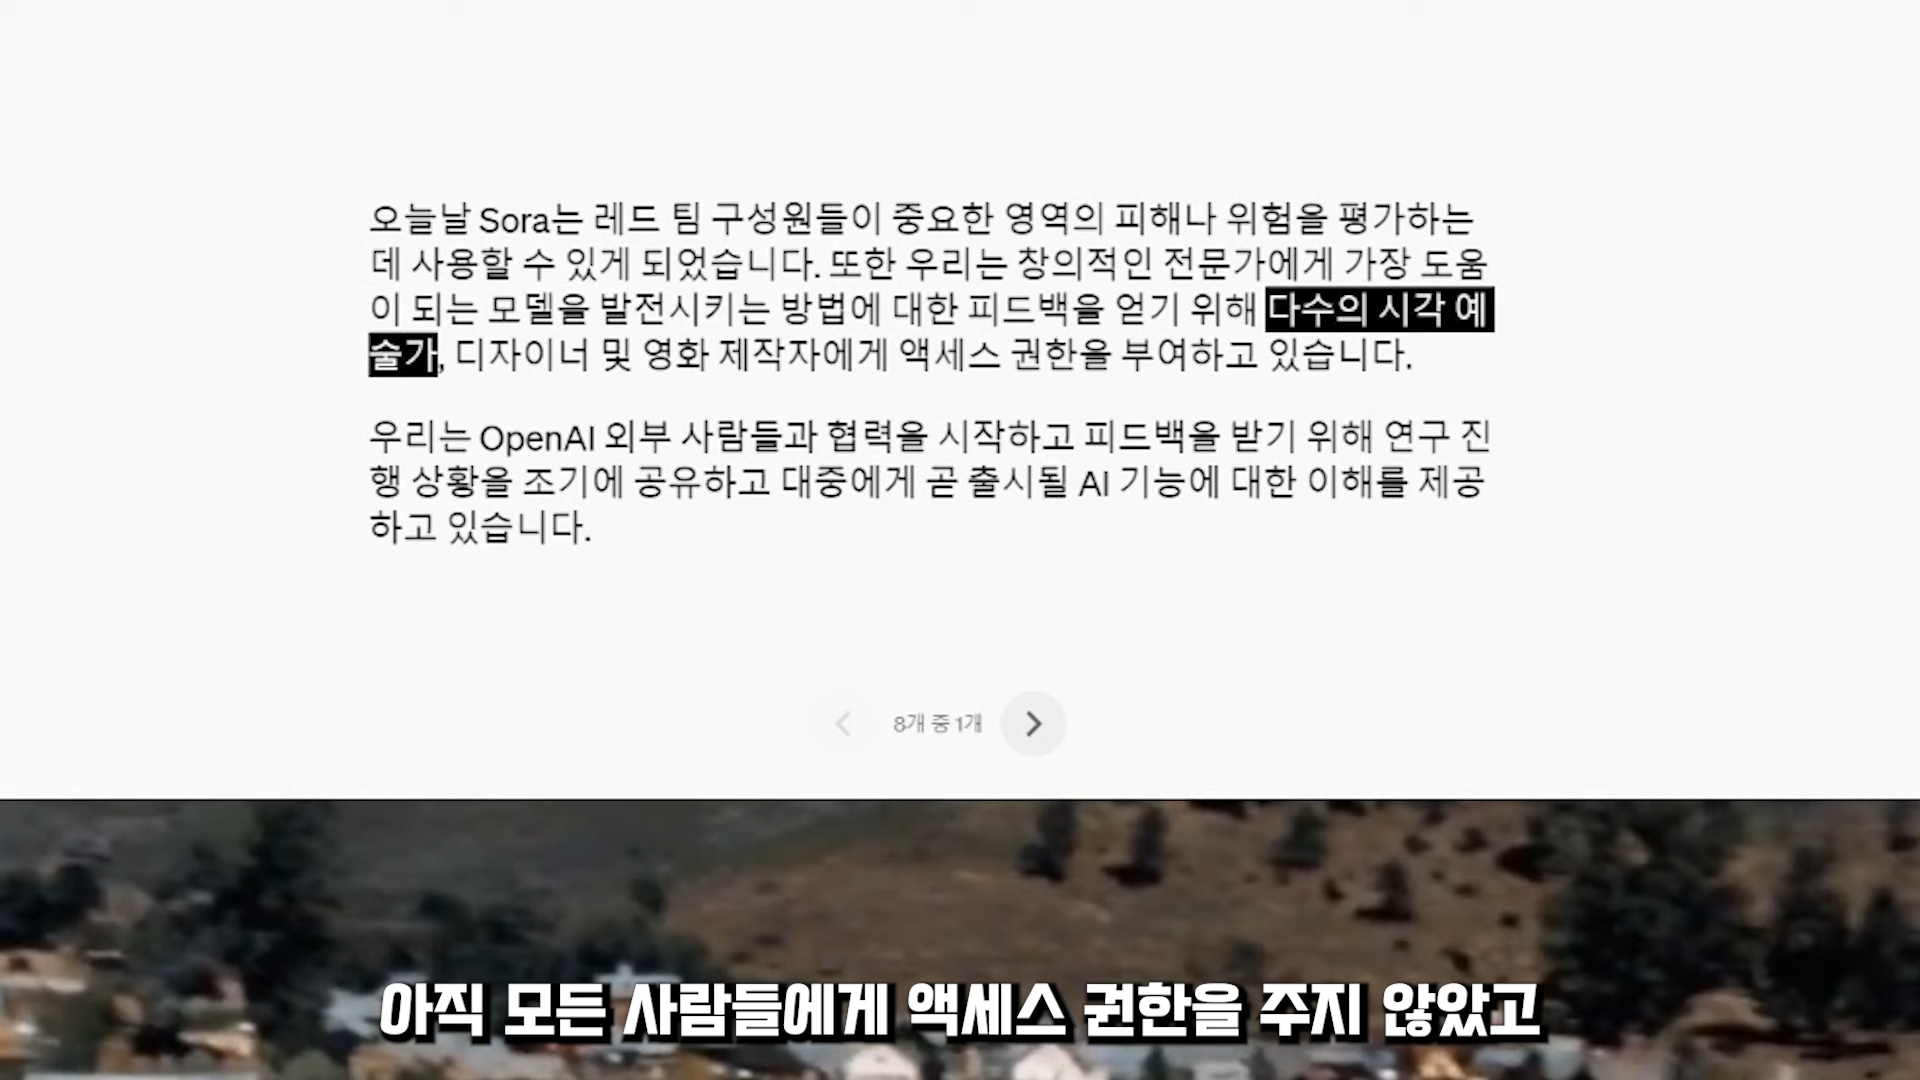 오늘날 Sora는 레드 팀 구성원들이 중요한 영역의 피해나 위험을 평가하는
데 사용할 수 있게 되었습니다. 또한 우리는 창의적인 전문가에게 가장 도움
이 되는 모델을 발전시키는 방법에 대한 피드백을 얻기 위해 다수의 시각 예
술가, 디자이너 및 영화 제작자에게 액세스 권한을 부여하고 있습니다.
우리는 OpenAI 외부 사람들과 협력을 시작하고 피드백을 받기 위해 연구 진
행 상황을 조기에 공유하고 대중에게 곧 출시될 AI 기능에 대한 이해를 제공
하고 있습니다.
8개 중 1개
아직 모든 사람들에게 액세스 권한을 주지 않았고